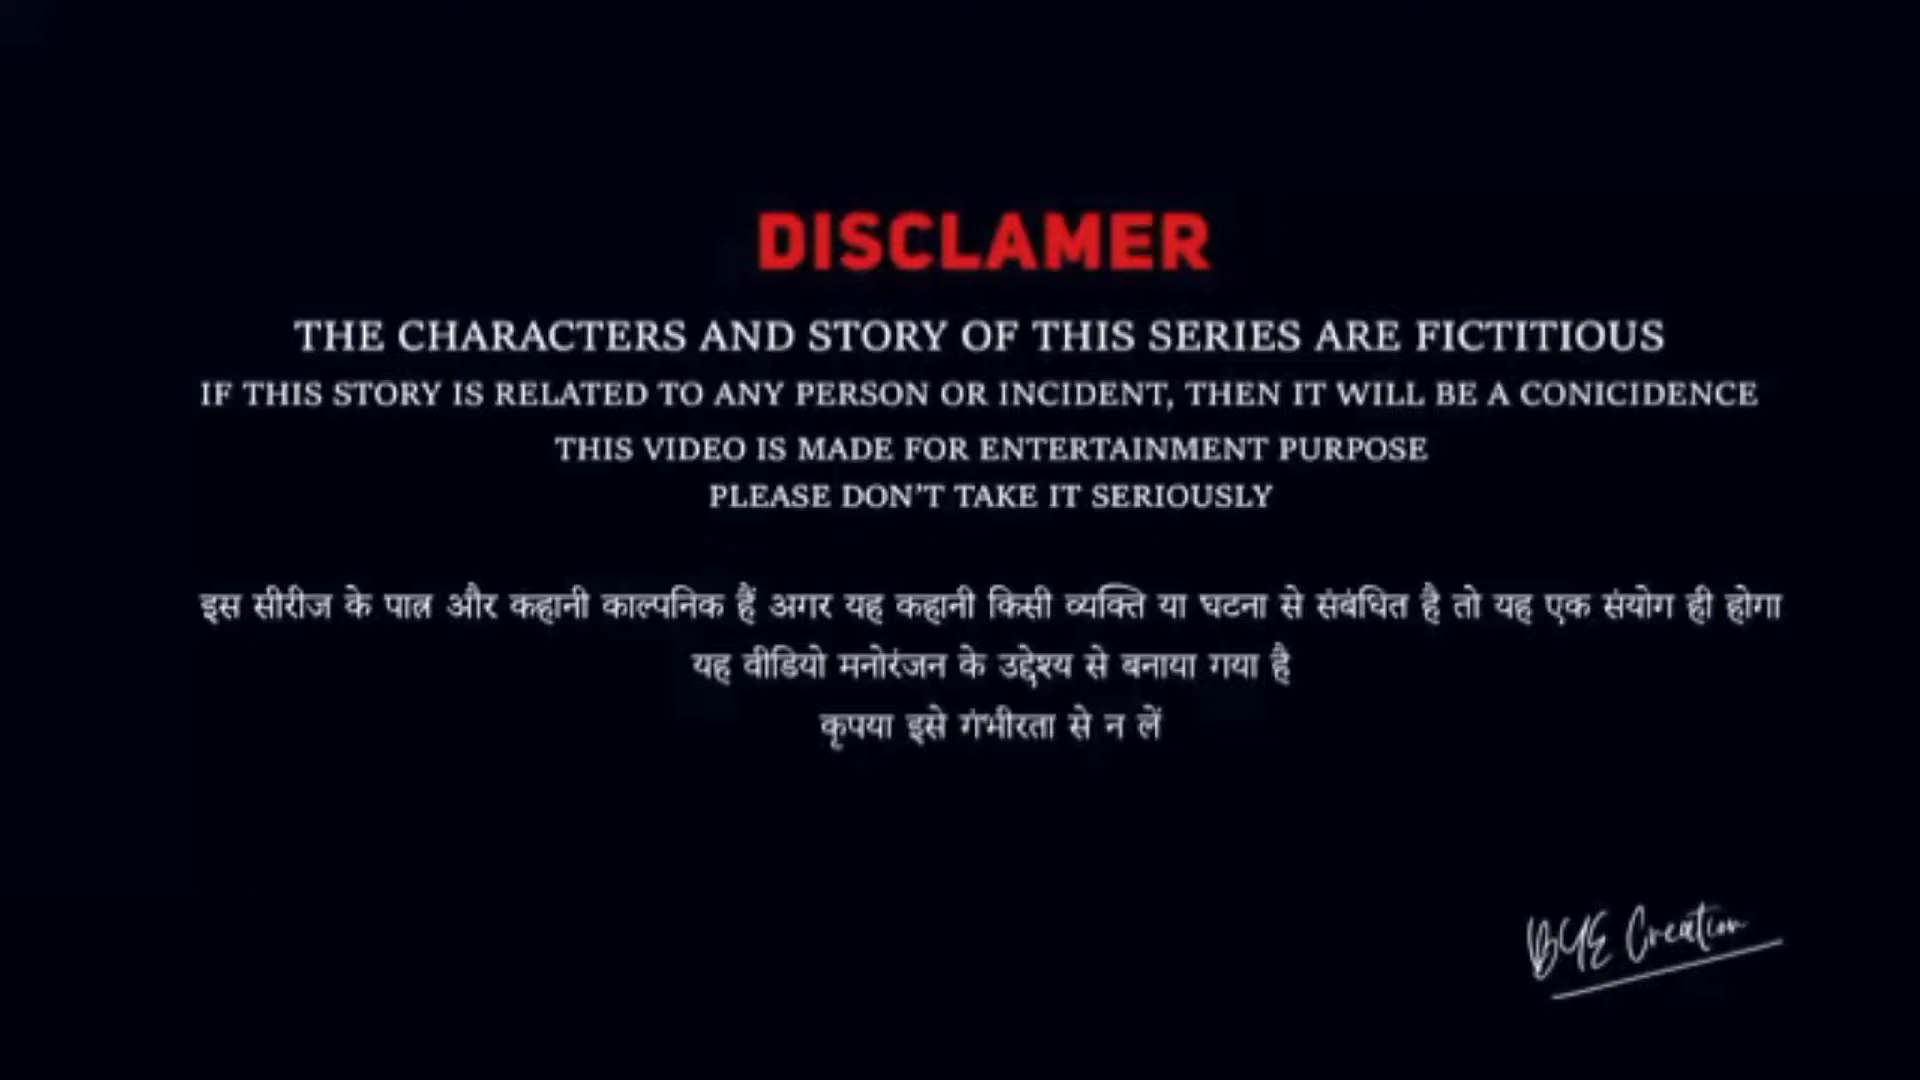 DISCLAMER
THE CHARACTERS AND STORY OF THIS SERIES ARE FICTITIOUS
IF THIS STORY IS RELATED TO ANY PERSON OR INCIDENT, THEN IT WILL BE A CONICIDENCE
THIS VIDEO IS MADE FOR ENTERTAINMENT PURPOSE
PLEASE DON'T TAKE IT SERIOUSLY
इस सीरीज के पात्र और कहानी काल्पनिक हैं अगर यह कहानी किसी व्यक्ति या घटना से संबंधित है तो यह एक संयोग ही होगा
यह वीडियो मनोरंजन के उद्देश्य से बनाया गया है
कृपया इसे गंभीरता से न लें
BYE Creation